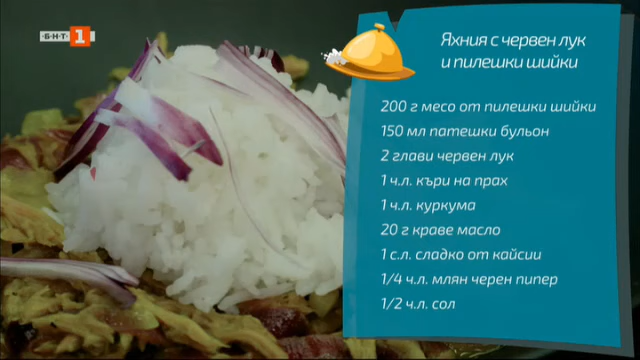 БНТ 1
Яхния с червен лук
и пилешки шийки
200 г месо от пилешки шийки
150 мл патешки бульон
2 глави червен лук
1 ч.л. къри на прах
1 ч.л. куркума
20 г краве масло
1 с.л. сладко от кайсии
1/4 ч.л. млян черен пипер
1/2 ч.л. сол